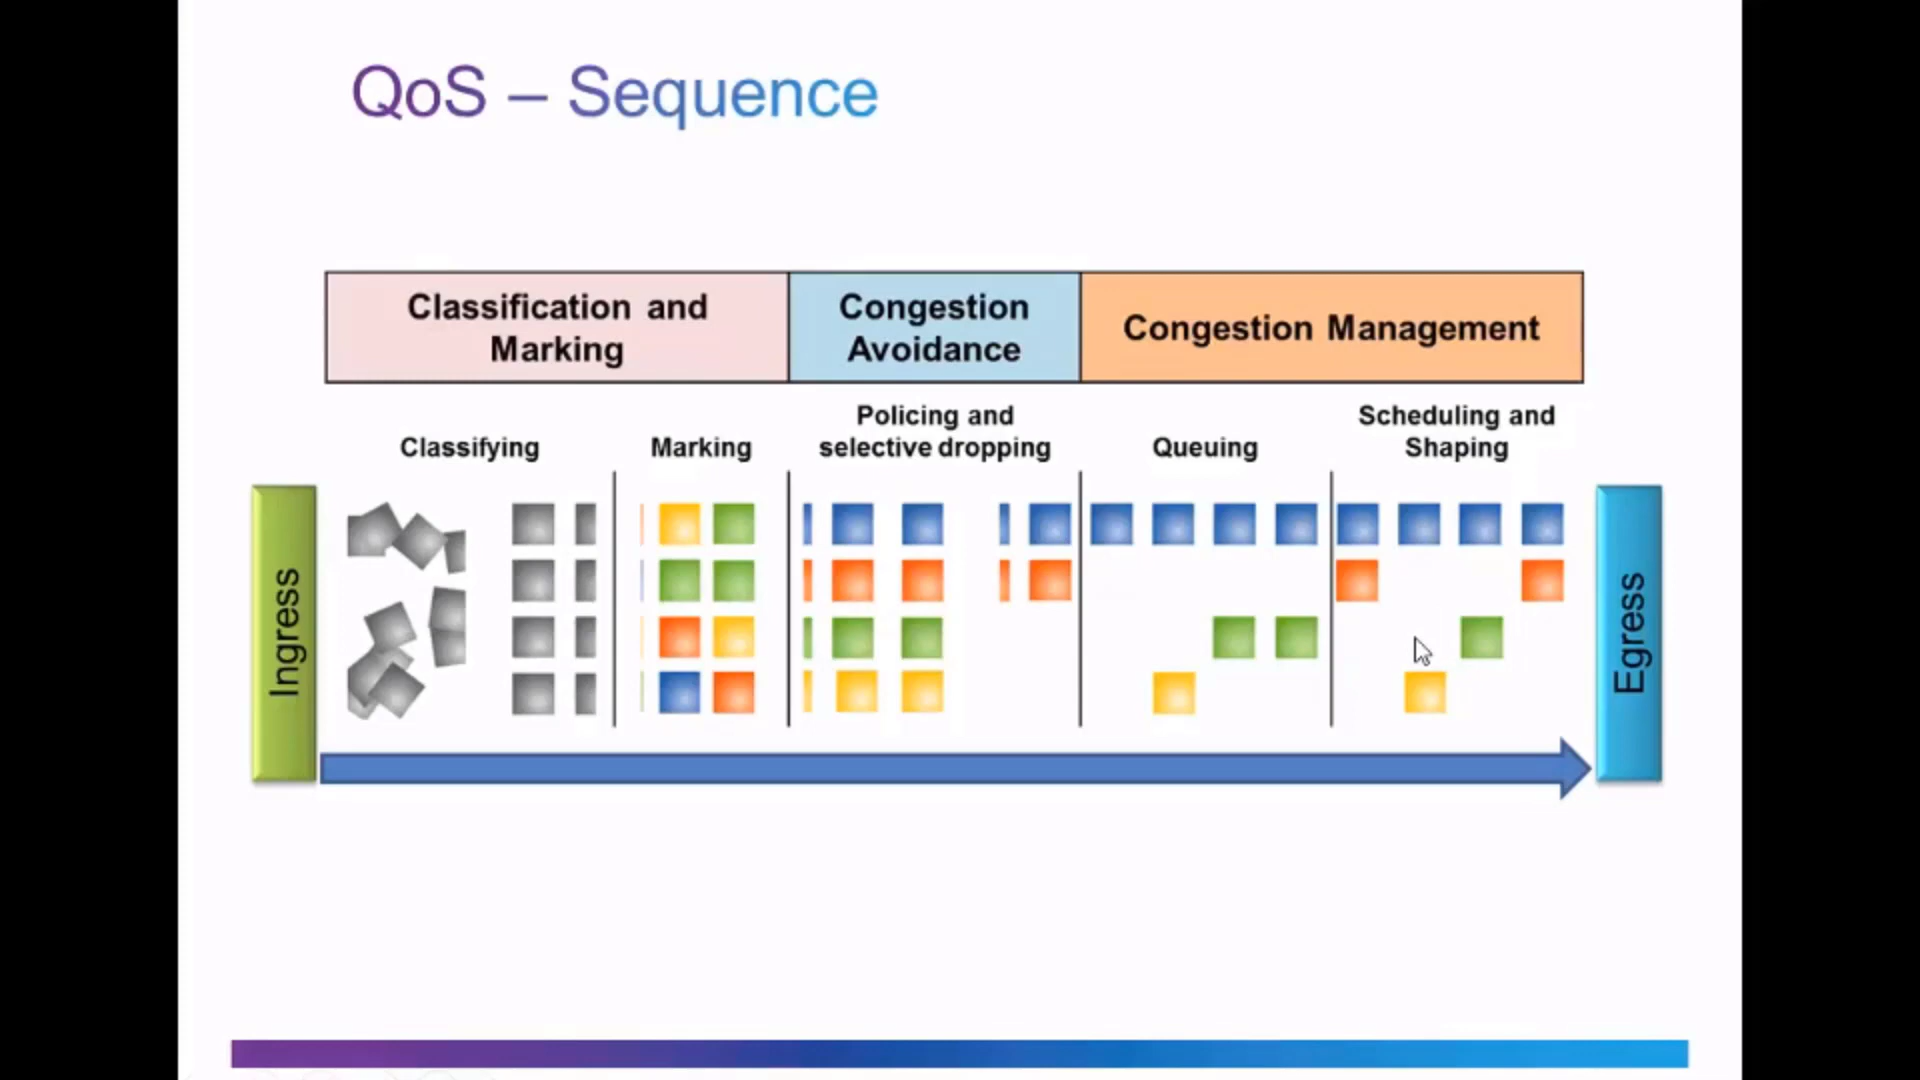 QoS – Sequence
Classification and
Marking
Congestion
Avoidance
Congestion Management
Classifying
Marking
Policing and
selective dropping
Queuing
Scheduling and
Shaping
Ingress
Egress